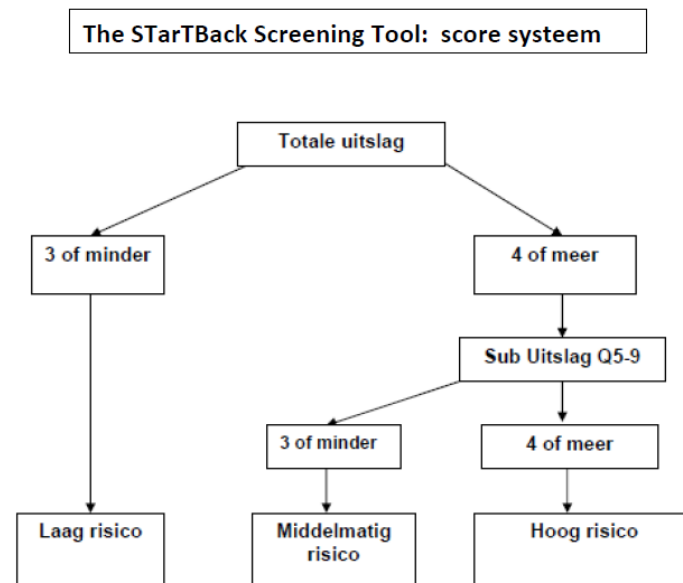 The STarTBack Screening Tool: score systeem
Totale uitslag
3 of minder
4 of meer
Sub Uitslag Q5-9
3 of minder
4 of meer
Laag risico
Middelmatig
risico
Hoog risico